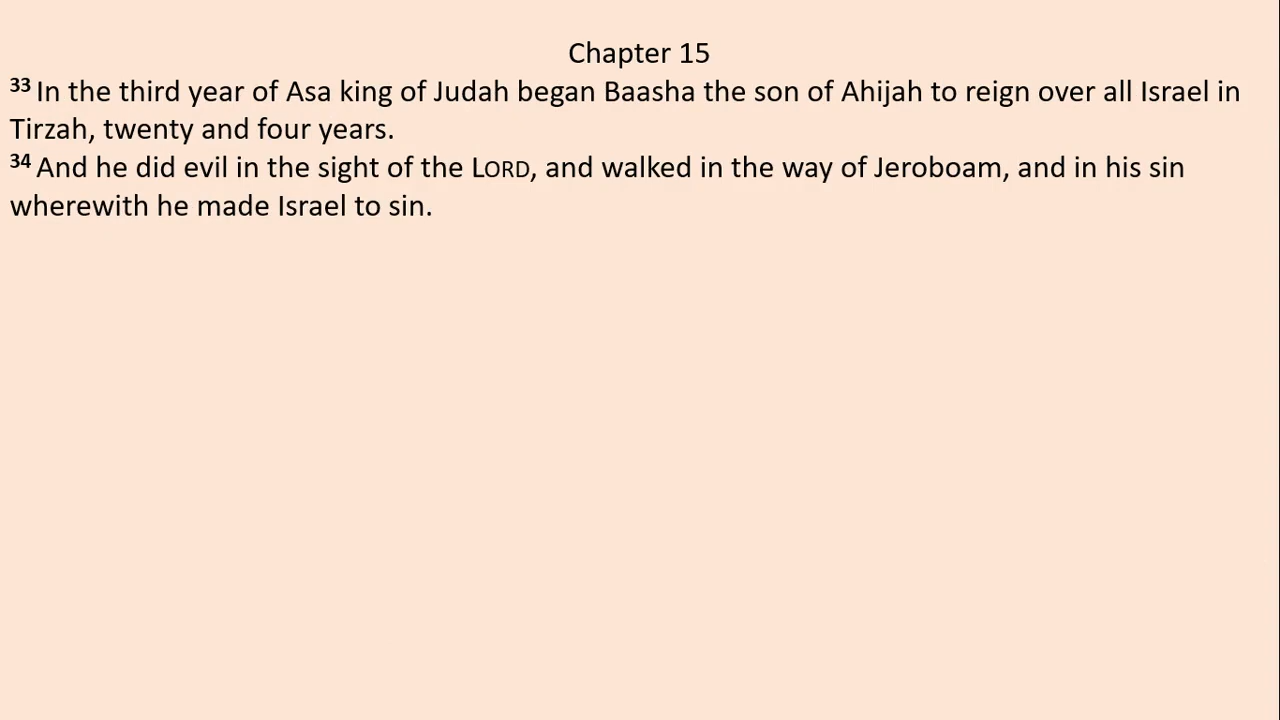 Chapter 15
33 In the third year of Asa king of Judah began Baasha the son of Ahijah to reign over all Israel in
Tirzah, twenty and four years.
34 And he did evil in the sight of the LORD, and walked in the way of Jeroboam, and in his sin
wherewith he made Israel to sin.